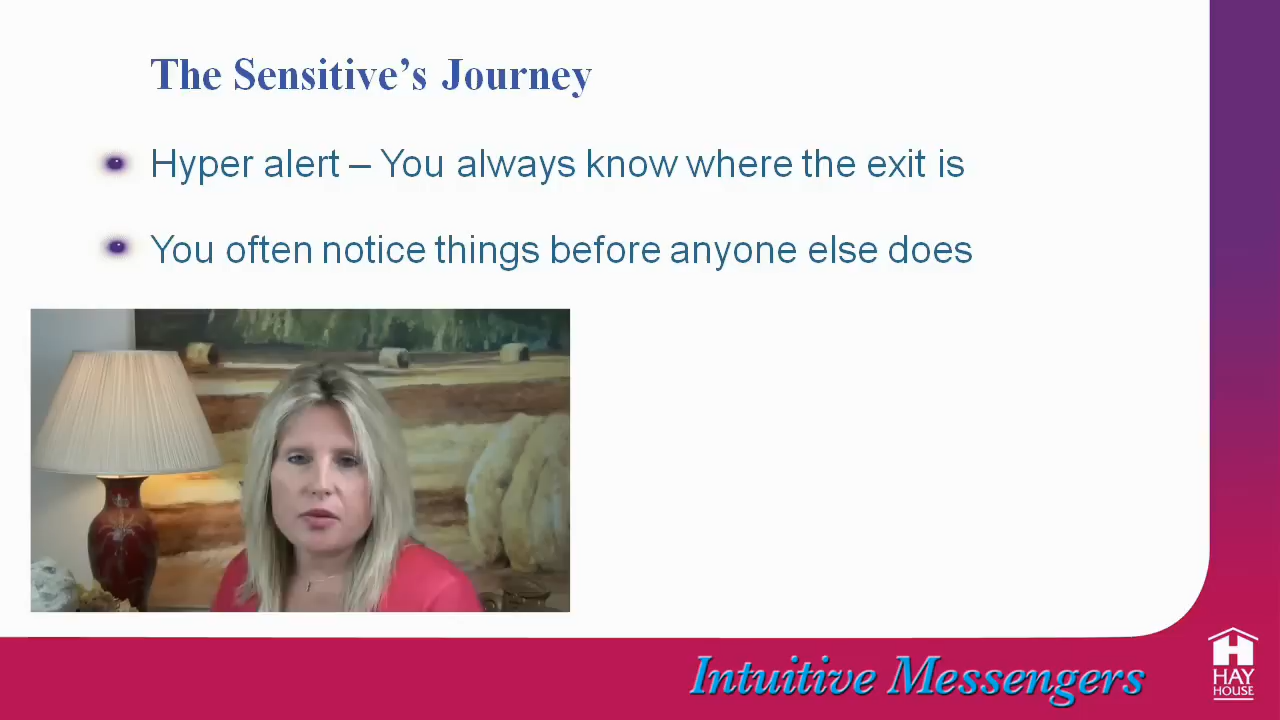 The Sensitive’s Journey
Hyper alert – You always know where the exit is
You often notice things before anyone else does
Intuitive Messengers
HAY
HOUSE